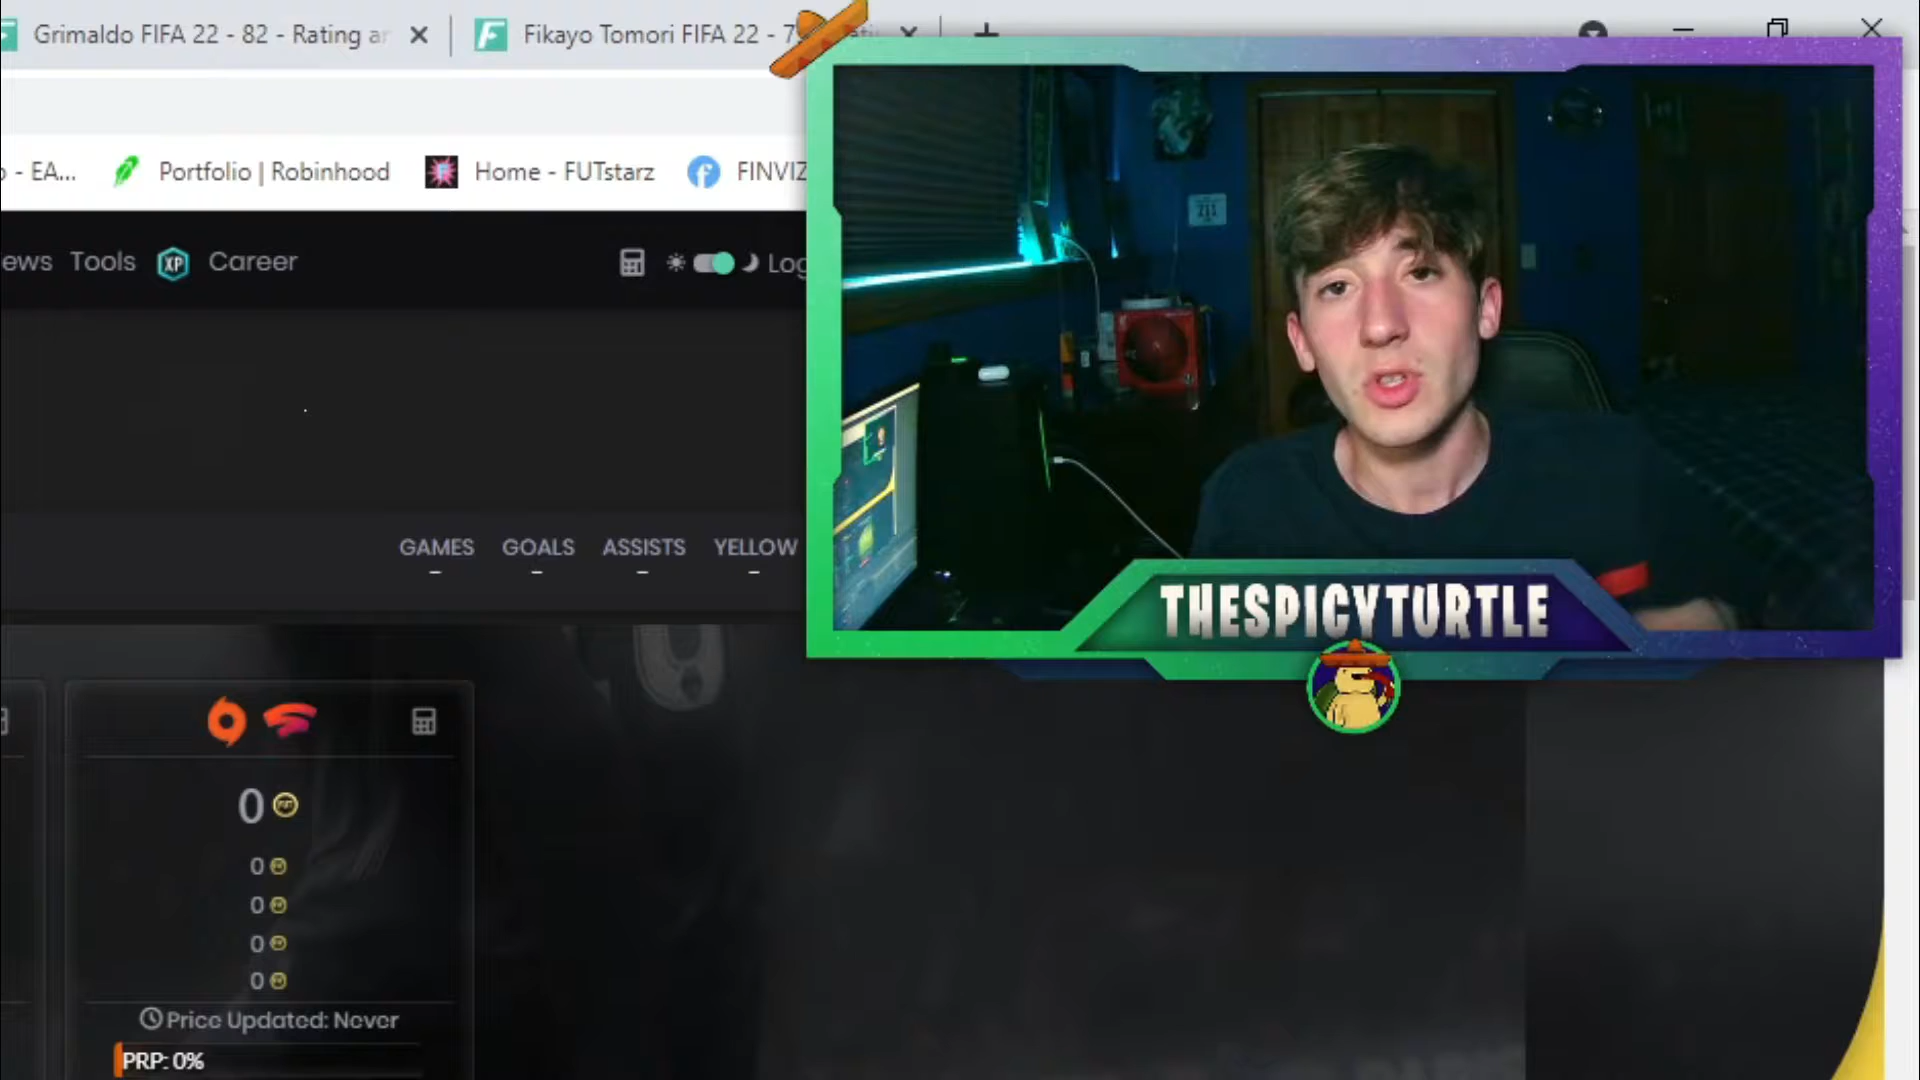 Grimaldo FIFA 22 - 82 - Rating ar
Fikayo Tomori FIFA 22 - 7
- EA...
Portfolio | Robinhood
Home - FUTstarz
FINVIZ
ews
Tools
XP
Career
Log
GAMES
GOALS
ASSISTS
YELLOW
-
-
-
-
THESPICYTURTLE
0
0
0
0
0
Price Updated: Never
PRP: 0%